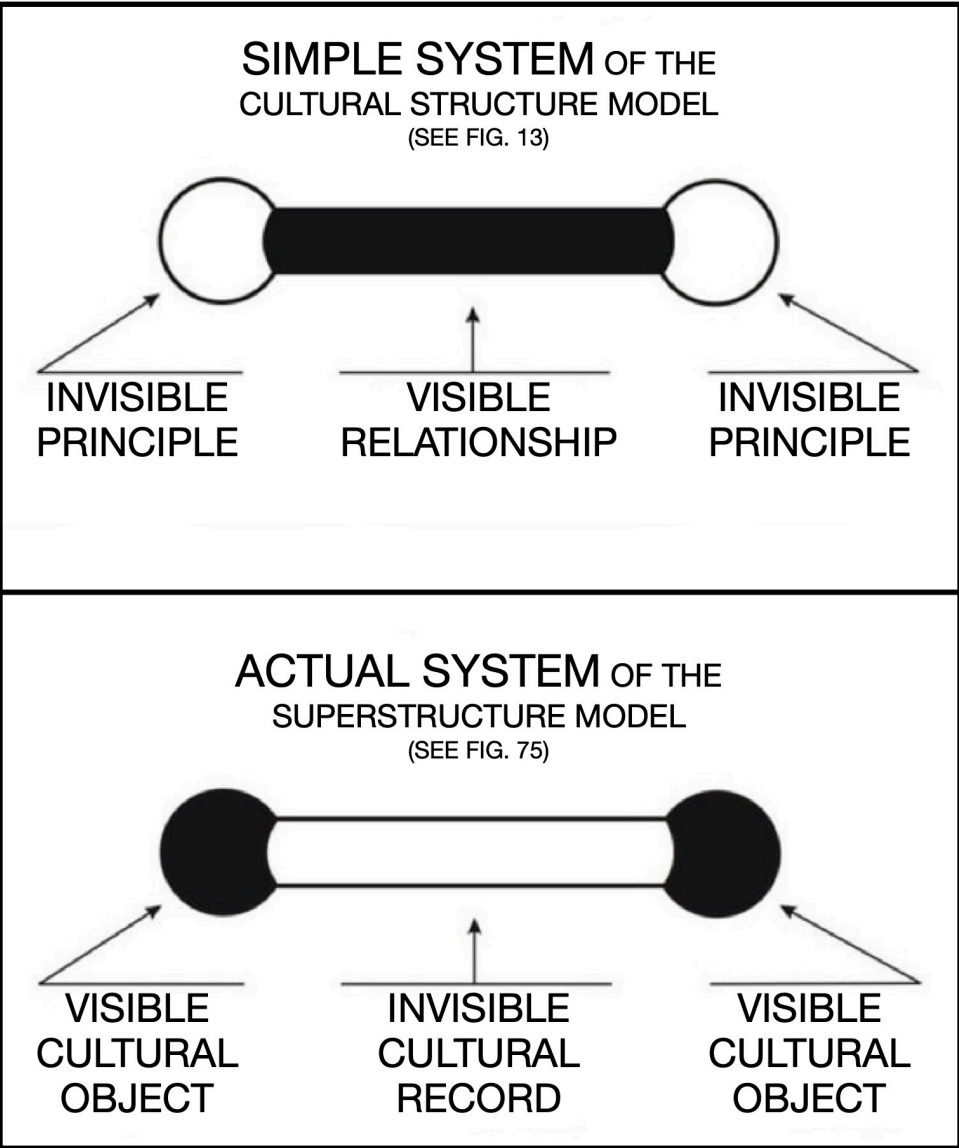 SIMPLE SYSTEM OF THE
CULTURAL STRUCTURE MODEL
(SEE FIG. 13)
INVISIBLE
PRINCIPLE
VISIBLE
RELATIONSHIP
INVISIBLE
PRINCIPLE
ACTUAL SYSTEM OF THE
SUPERSTRUCTURE MODEL
(SEE FIG. 75)
VISIBLE
CULTURAL
OBJECT
INVISIBLE
CULTURAL
RECORD
VISIBLE
CULTURAL
OBJECT